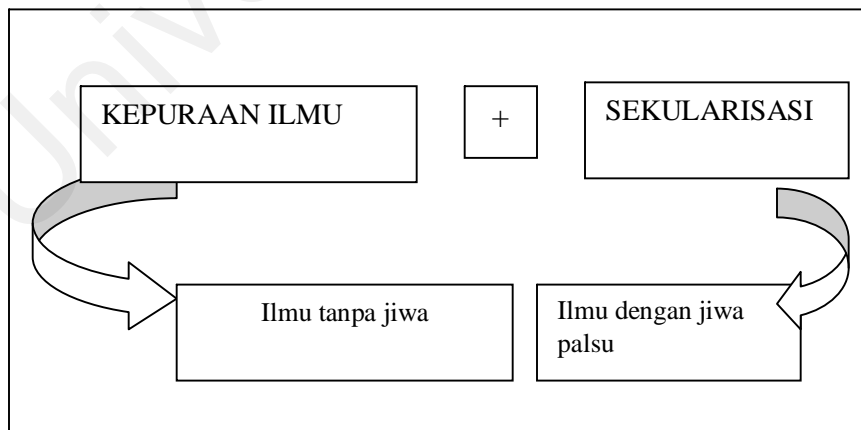 KEPURAAN ILMU
+
SEKULARISASI
Ilmu tanpa jiwa
Ilmu dengan jiwa
palsu